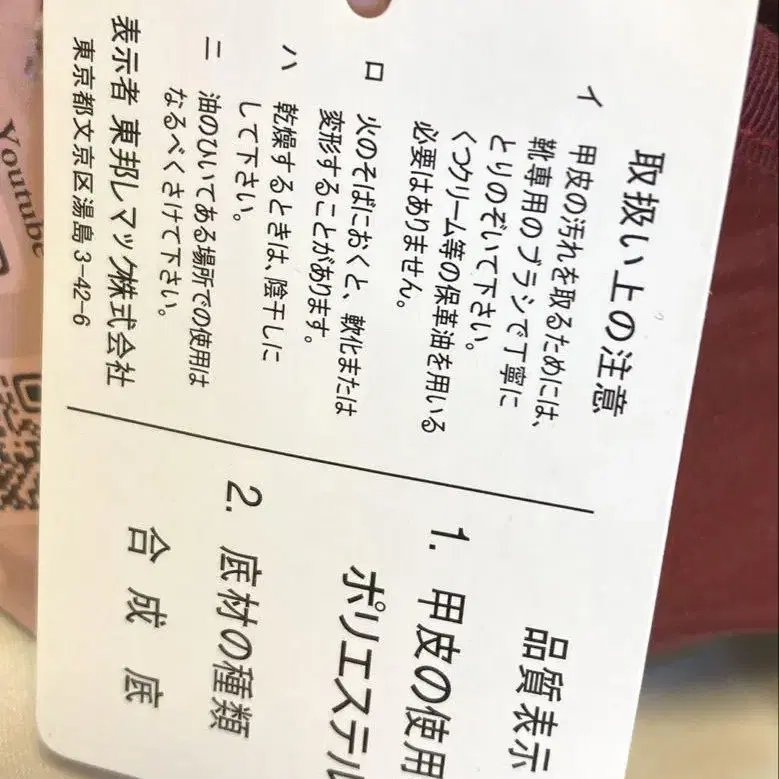 取扱い上の注意
イ 甲皮の汚れを取るためには、
靴専用のブラシで丁寧に
とりのぞいて下さい。
くつクリーム等の保革油を用いる
必要はありません。
ロ 火のそばにおくと、軟化または
変形することがあります。
ハ 乾燥するときは、陰干しに
して下さい。
ニ 油のひいてある場所での使用は
なるべくさけて下さい。
表示者 東邦レマック株式会社
東京都文京区湯島3-42-6
品質表示
1. 甲皮の使用
ポリエステル
2. 底材の種類
合成底
Youtube